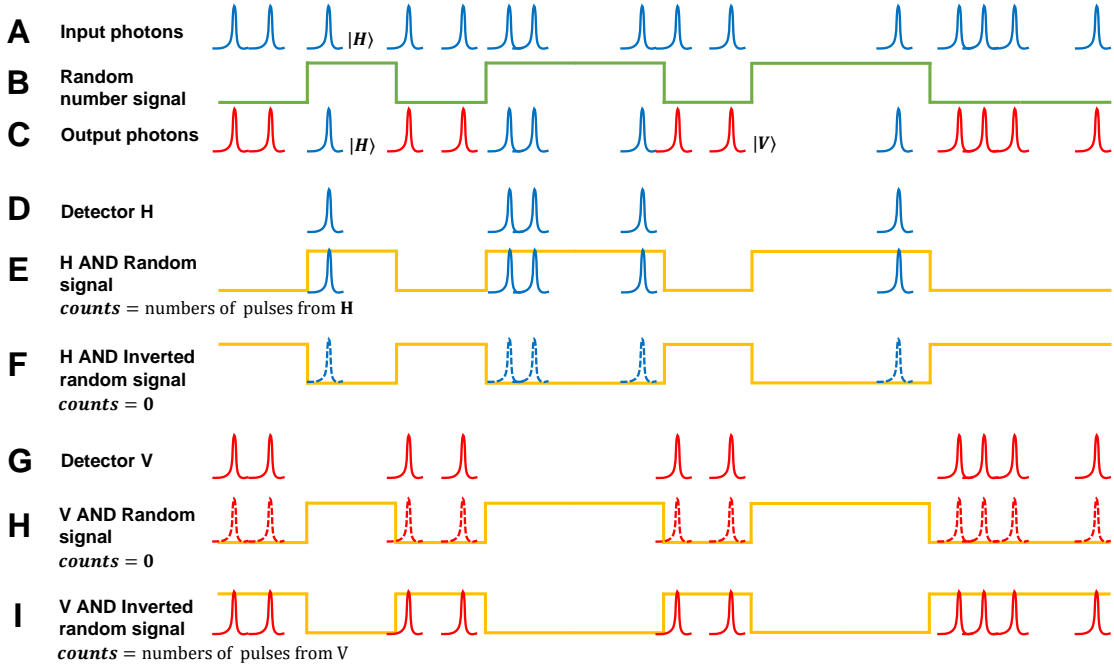 A Input photons |H⟩
B Random
number signal
C Output photons |H⟩ |V⟩
D Detector H
E H AND Random
signal
counts = numbers of pulses from H
F H AND Inverted
random signal
counts = 0
G Detector V
H V AND Random
signal
counts = 0
I V AND Inverted
random signal
counts = numbers of pulses from V